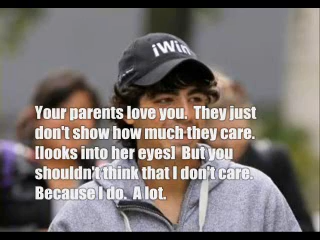 iWin
Your parents love you.  They just
don't show how much they care.
[looks into her eyes]  But you
shouldn't think that I don't care.
Because I do.  A lot.